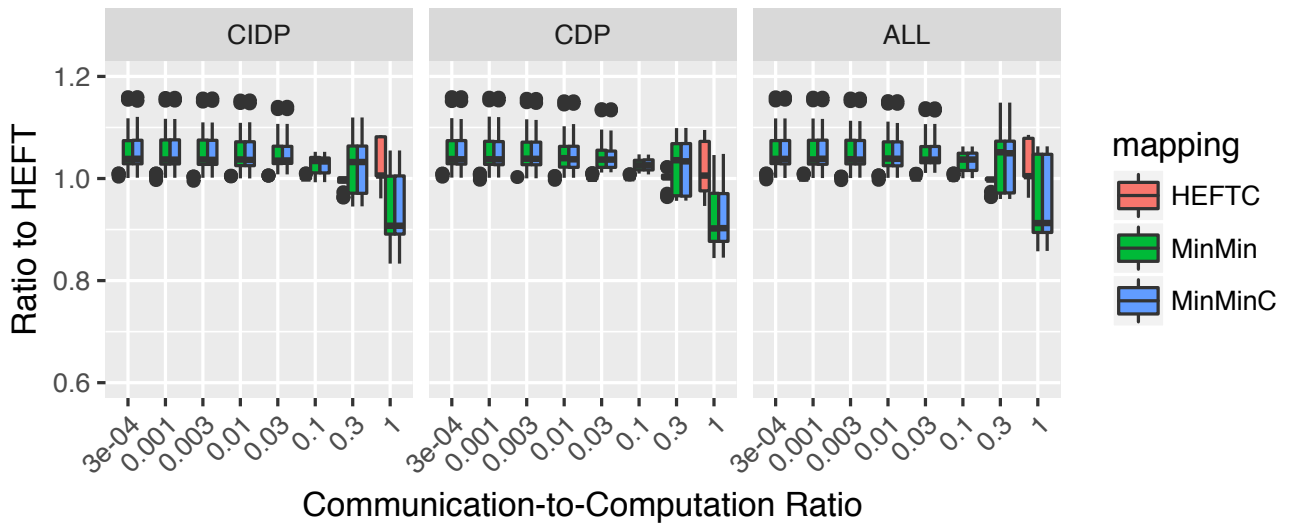 CIDP CDP ALL
1.2
1.0
0.8
0.6
Ratio to HEFT
3e-04 0.001 0.003 0.01 0.03 0.1 0.3 1
3e-04 0.001 0.003 0.01 0.03 0.1 0.3 1
3e-04 0.001 0.003 0.01 0.03 0.1 0.3 1
Communication-to-Computation Ratio
mapping
HEFTC
MinMin
MinMinC